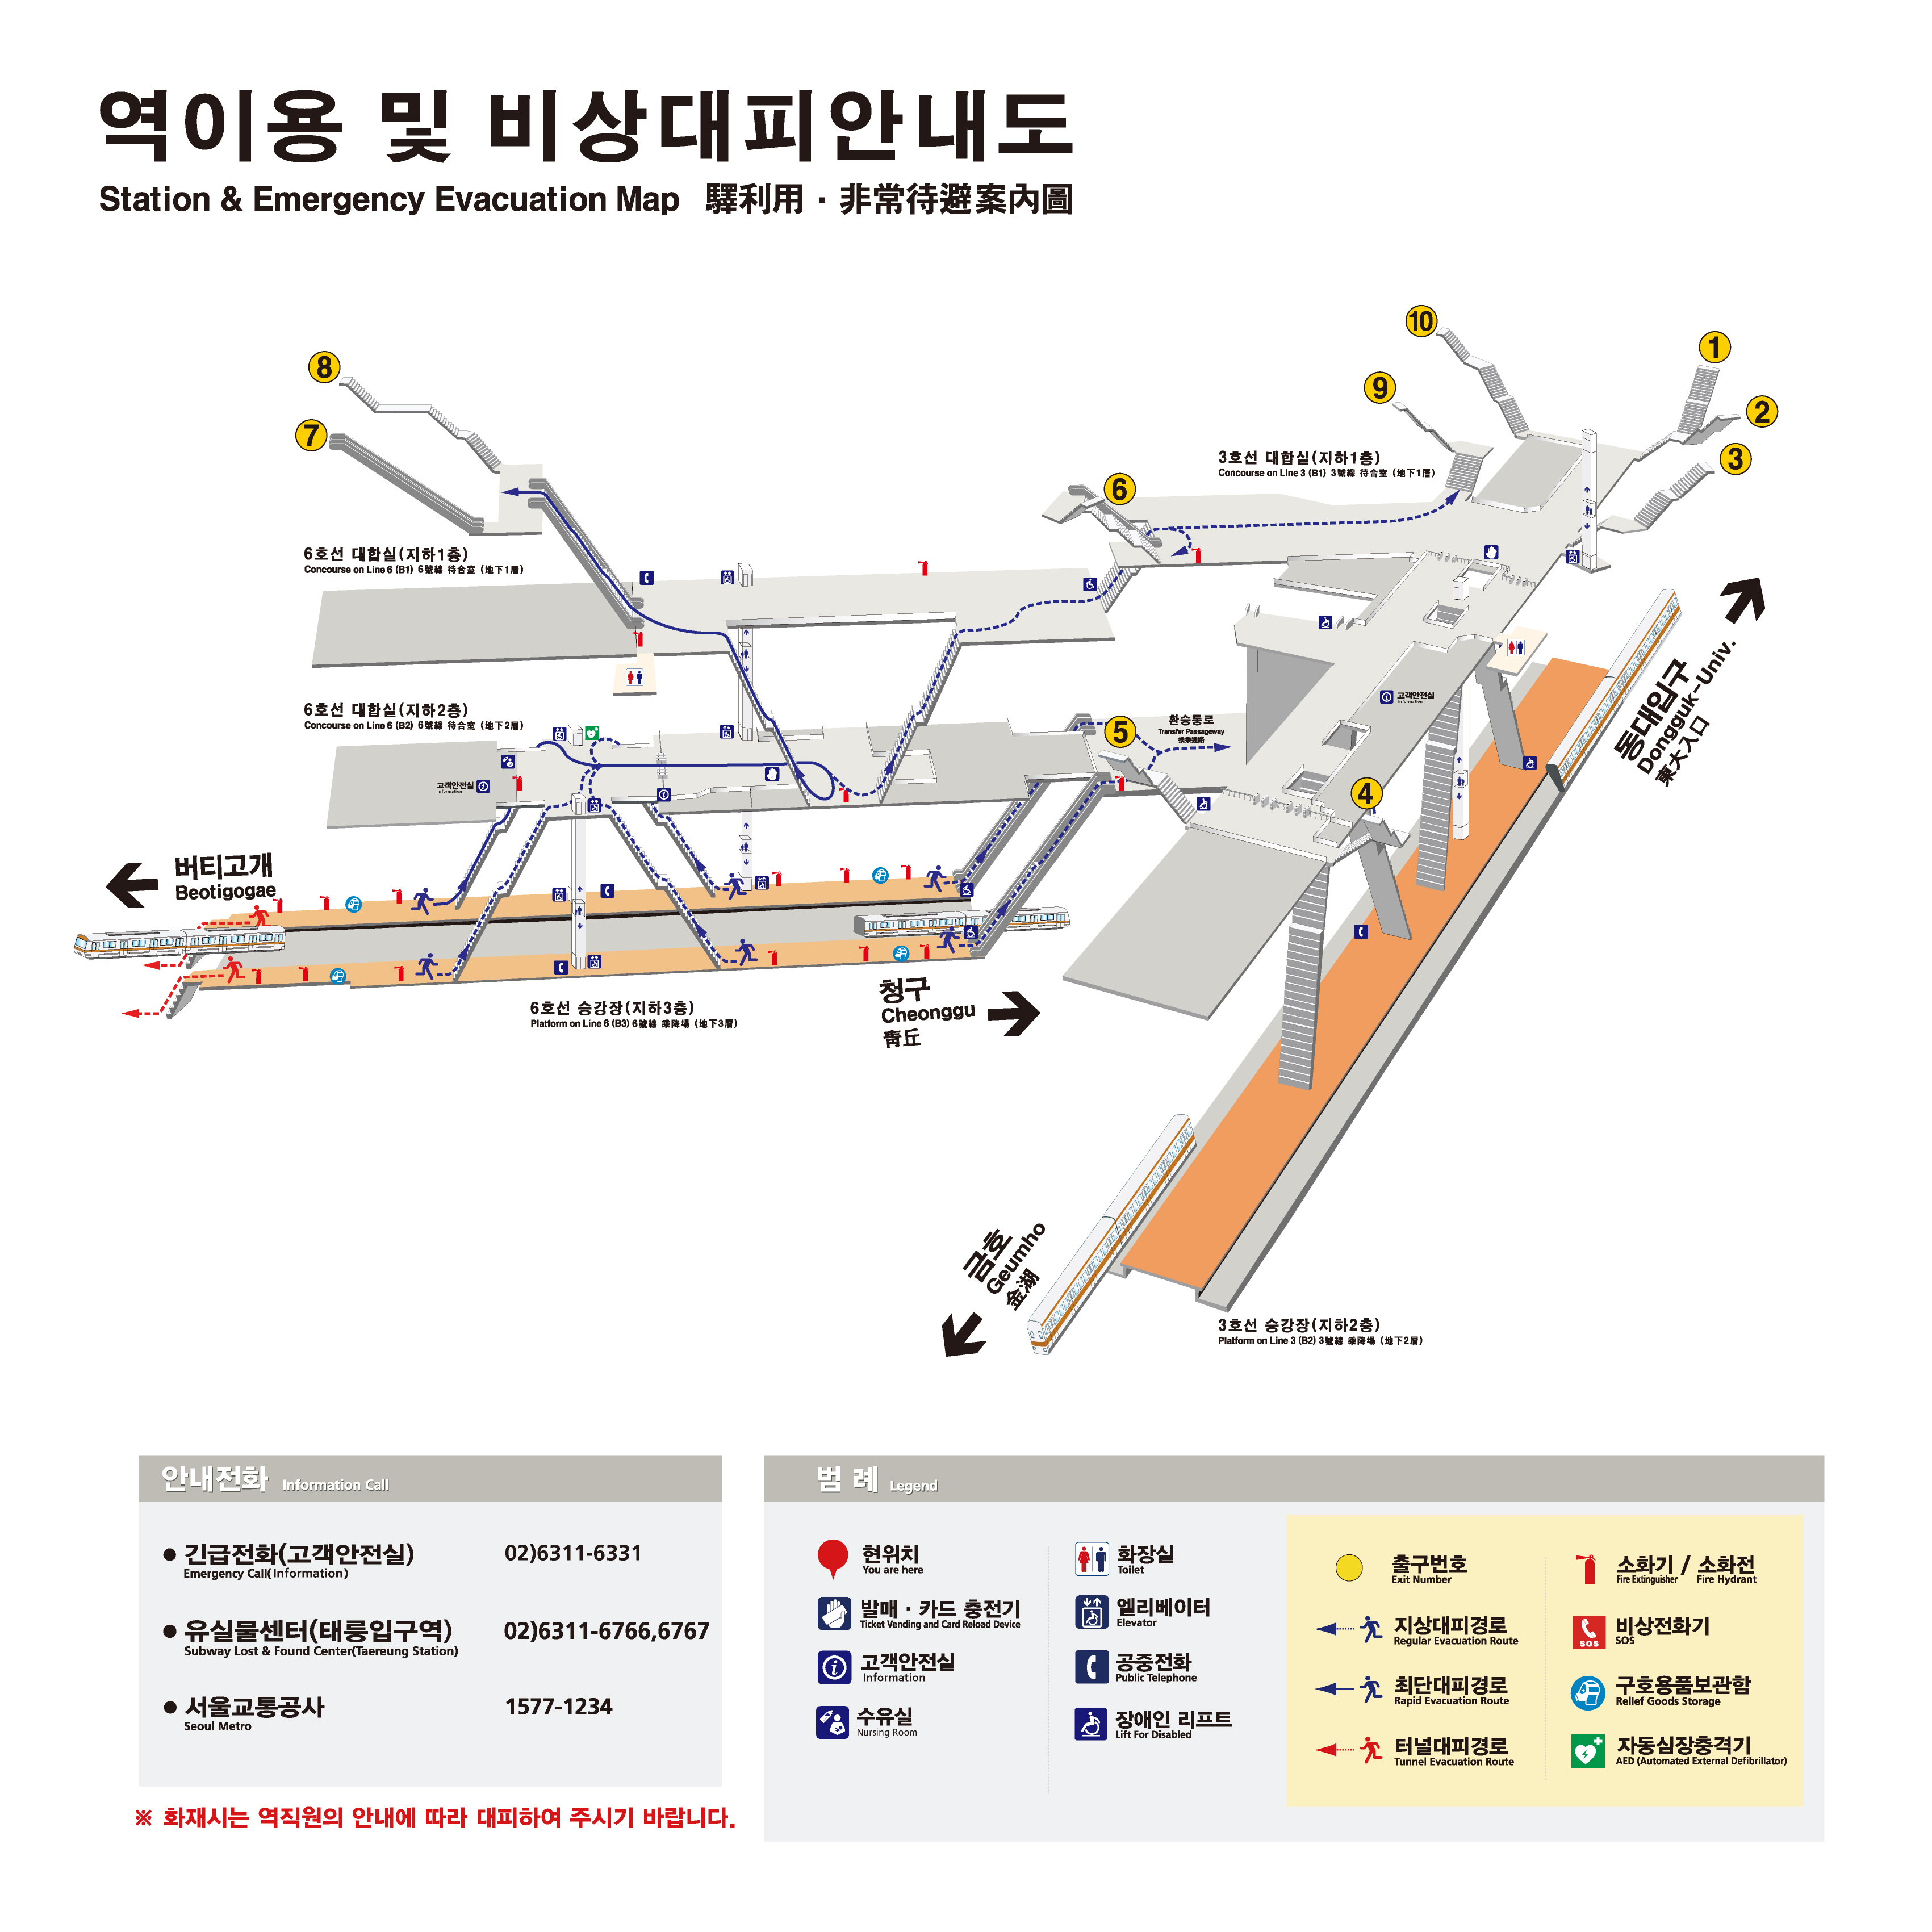 역이용 및 비상대피안내도
Station & Emergency Evacuation Map 驛利用 · 非常待避案內圖
10
1
8
9
2
7
3
3호선 대합실(지하1층)
Concourse on Line 3 (B1) 3號線 待合室 (地下1層)
6
6호선 대합실(지하1층)
Concourse on Line 6 (B1) 6號線 待合室 (地下1層)
동대입구
Dongguk-Univ.
東大入口
고객안전실
Information
6호선 대합실(지하2층)
Concourse on Line 6 (B2) 6號線 待合室 (地下2層)
5
환승통로
Transfer Passageway
換乘通路
고객안전실
Information
4
버티고개
Beotigogae
청구
Cheonggu
靑丘
6호선 승강장(지하3층)
Platform on Line 6 (B3) 6號線 乘降場 (地下3層)
금호
Geumho
金湖
3호선 승강장(지하2층)
Platform on Line 3 (B2) 3號線 乘降場 (地下2層)
안내전화 Information Call
● 긴급전화(고객안전실) 02)6311-6331
Emergency Call(Information)
● 유실물센터(태릉입구역) 02)6311-6766,6767
Subway Lost & Found Center(Taereung Station)
● 서울교통공사 1577-1234
Seoul Metro
※ 화재시는 역직원의 안내에 따라 대피하여 주시기 바랍니다.
범 례 Legend
현위치
You are here
발매 · 카드 충전기
Ticket Vending and Card Reload Device
고객안전실
Information
수유실
Nursing Room
화장실
Toilet
엘리베이터
Elevator
공중전화
Public Telephone
장애인 리프트
Lift For Disabled
출구번호
Exit Number
지상대피경로
Regular Evacuation Route
최단대피경로
Rapid Evacuation Route
터널대피경로
Tunnel Evacuation Route
소화기 / 소화전
Fire Extinguisher Fire Hydrant
SOS
비상전화기
SOS
구호용품보관함
Relief Goods Storage
자동심장충격기
AED (Automated External Defibrillator)